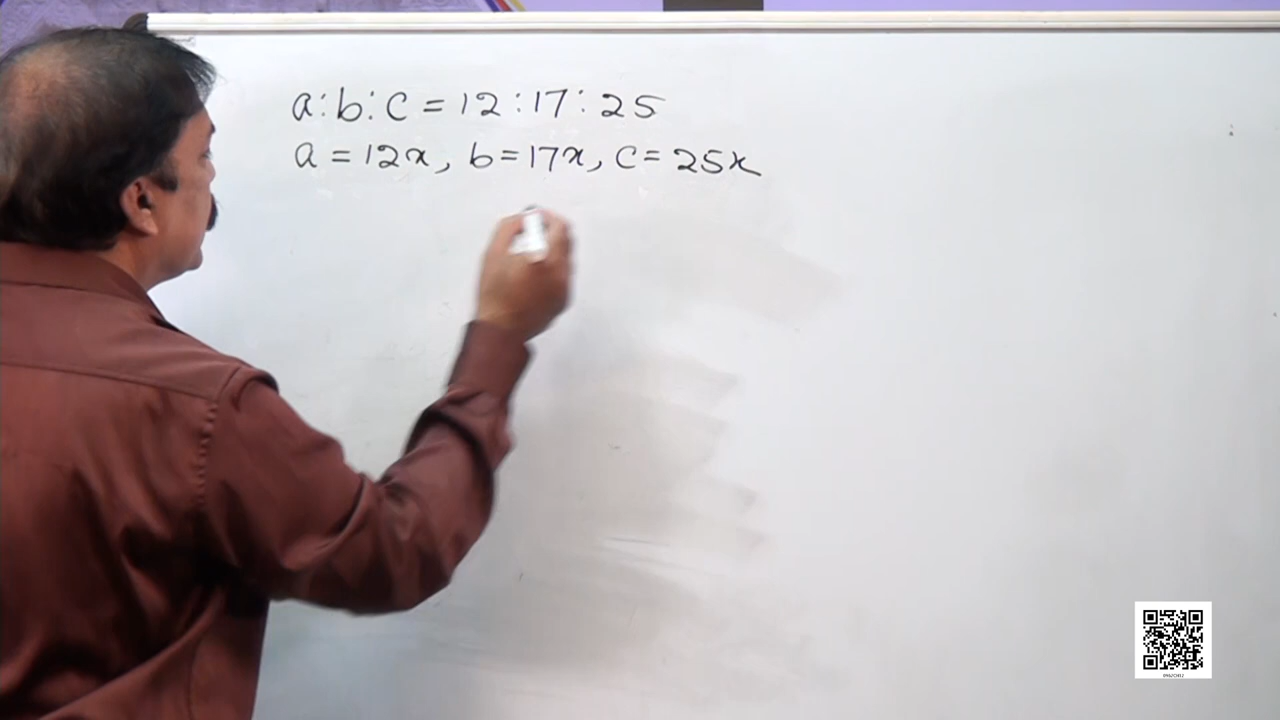 a:b:c = 12:17:25
a = 12x, b = 17x, c = 25x